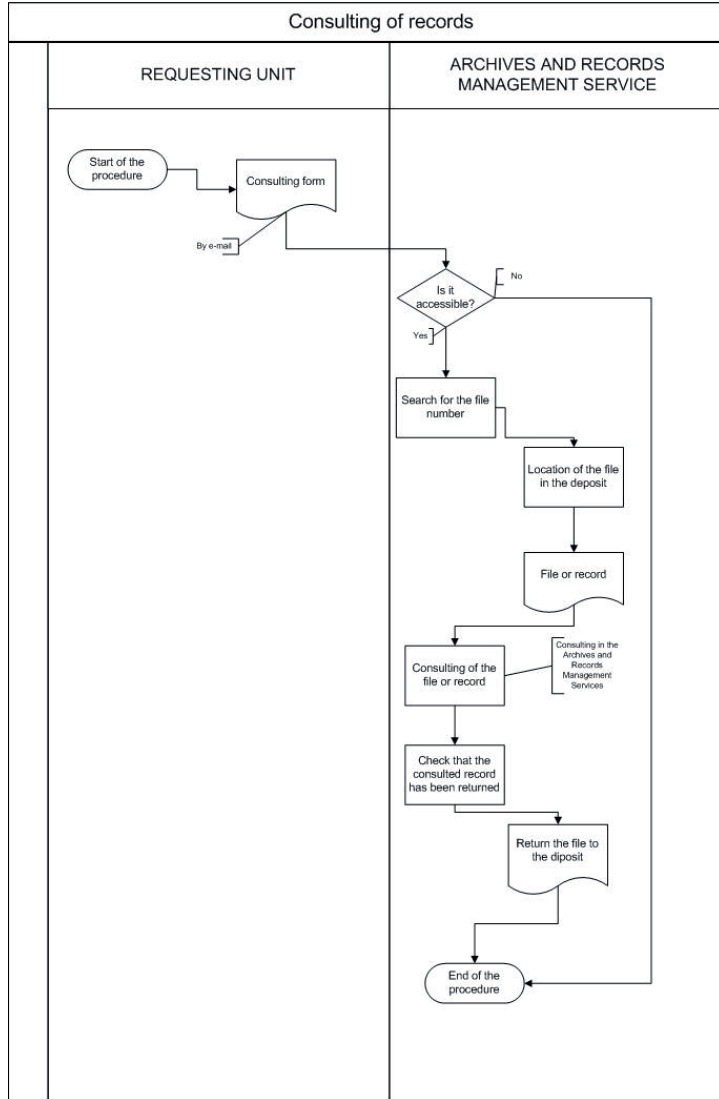 Consulting of records
REQUESTING UNIT
ARCHIVES AND RECORDS
MANAGEMENT SERVICE
Start of the
procedure
Consulting form
By e-mail
Is it
accessible?
No
Yes
Search for the file
number
Location of the file
in the deposit
File or record
Consulting of the
file or record
Consulting in the
Archives and
Records
Management
Services
Check that the
consulted record
has been returned
Return the file to
the diposit
End of the
procedure